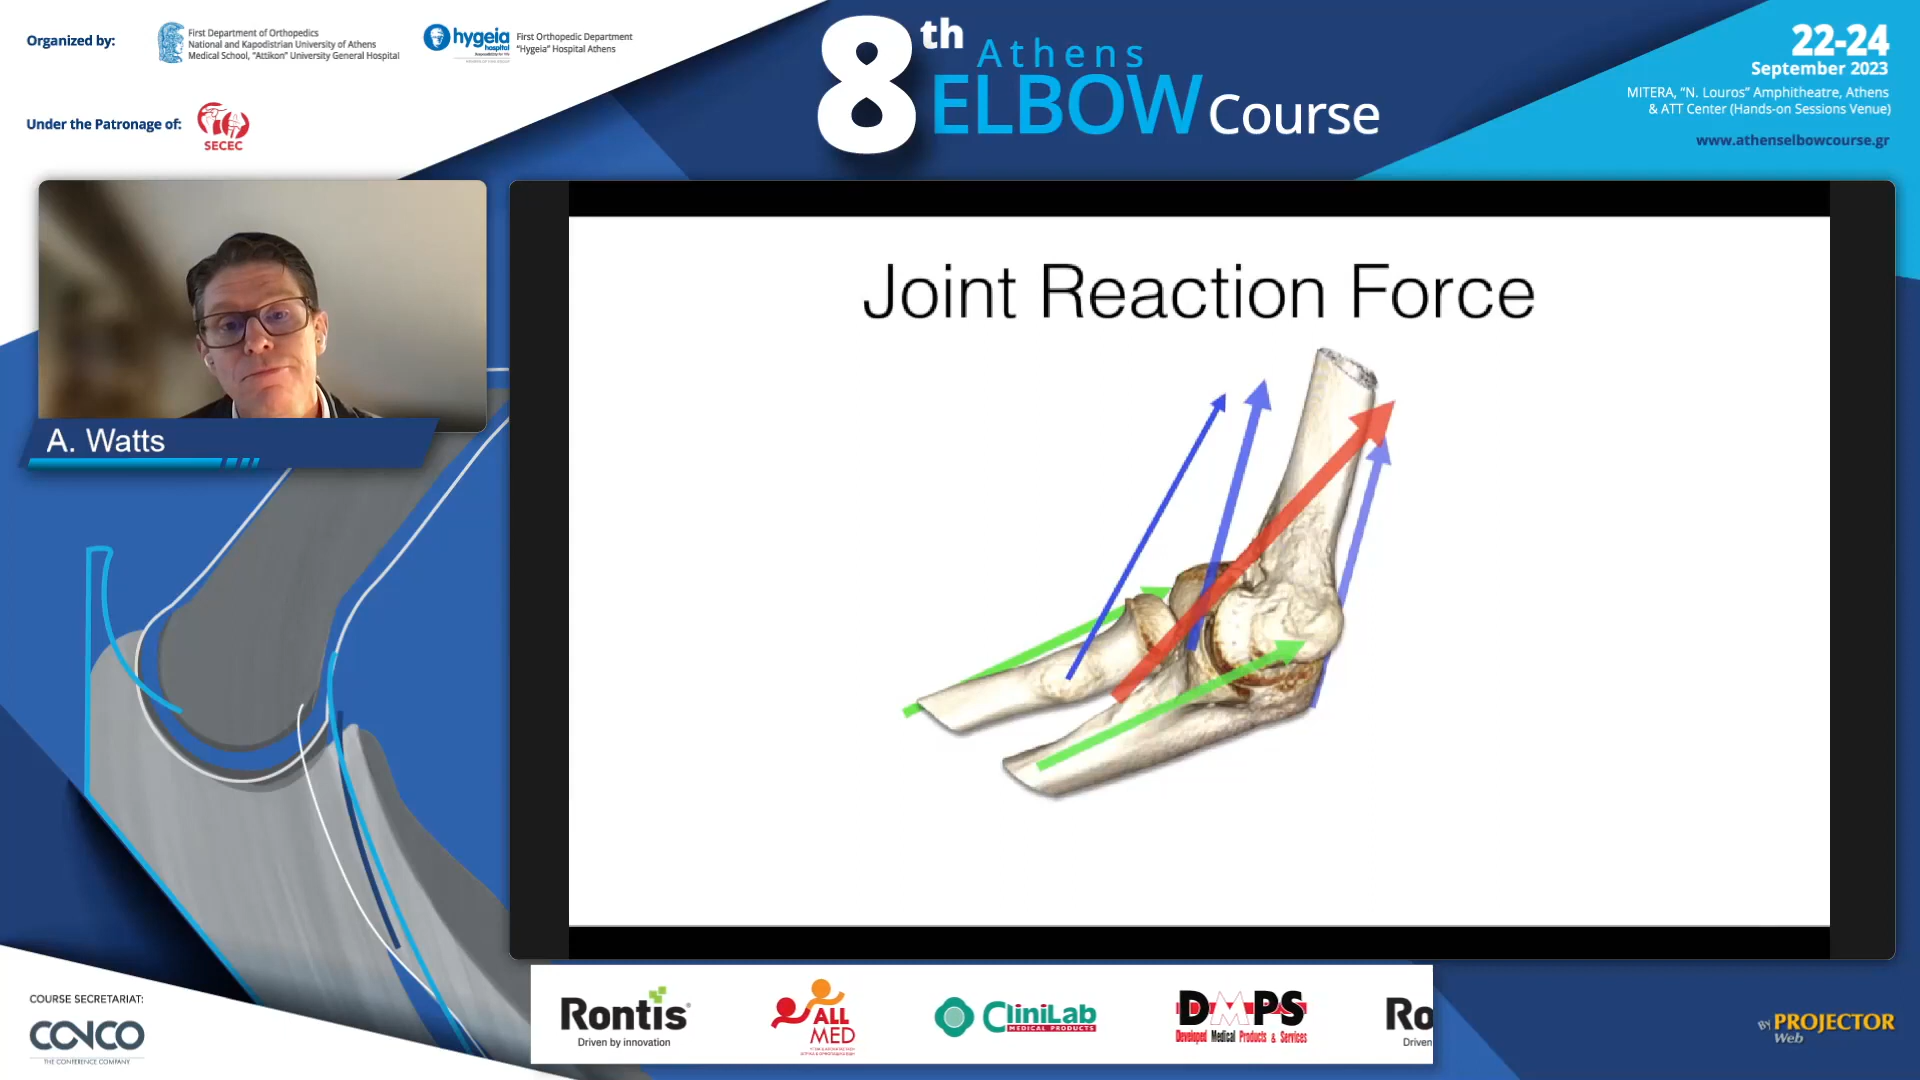 Organized by:
First Department of Orthopedics
National and Kapodistrian University of Athens
Medical School, "Attikon" University General Hospital
hygeia
hospital
First Orthopedic Department
"Hygeia" Hospital Athens
Under the Patronage of:
SECEC
8th Athens
ELBOW Course
22-24
September 2023
MITERA, "N. Louros" Amphitheatre, Athens
& ATT Center (Hands-on Sessions Venue)
www.athenselbowcourse.gr
A. Watts
Joint Reaction Force
COURSE SECRETARIAT:
CONCO
THE CONFERENCE COMPANY
Rontis®
Driven by innovation
ALL
MED
CliniLab
MEDICAL PRODUCTS
DMPS
Developed Medical Products & Services
Ro
Driven
BY PROJECTOR
Web